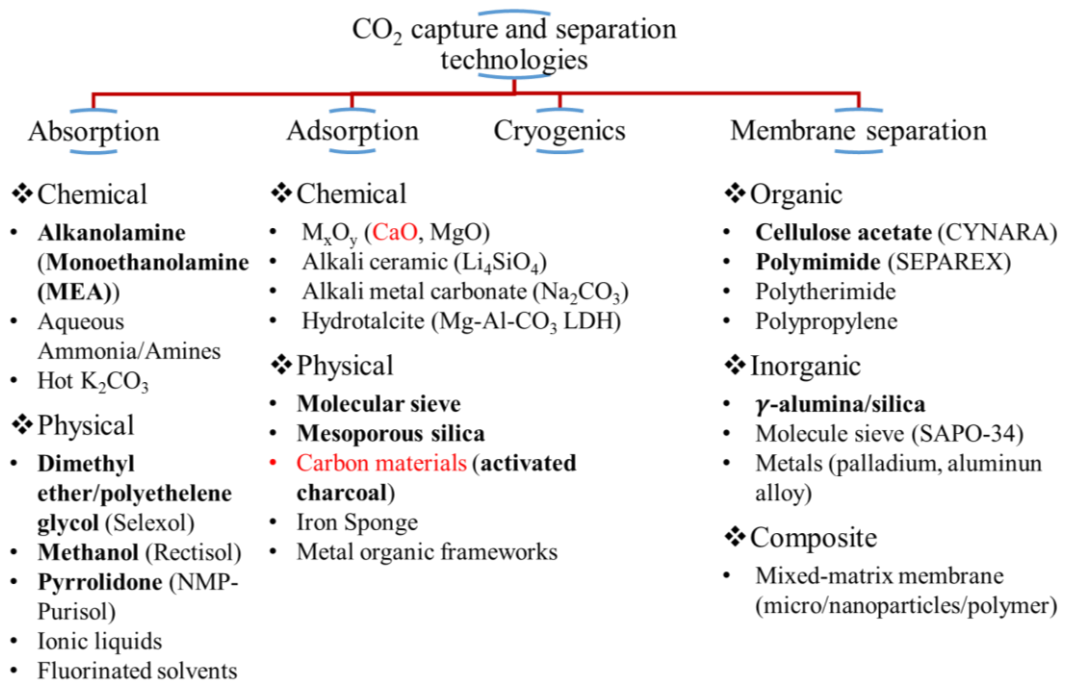 CO₂ capture and separation
technologies
Absorption
Adsorption
Cryogenics
Membrane separation
❖Chemical
• Alkanolamine
(Monoethanolamine
(MEA))
• Aqueous
Ammonia/Amines
• Hot K₂CO₃
❖Physical
• Dimethyl
ether/polyethelene
glycol (Selexol)
• Methanol (Rectisol)
• Pyrrolidone (NMP-
Purisol)
• Ionic liquids
• Fluorinated solvents
❖Chemical
• MₓOᵧ (CaO, MgO)
• Alkali ceramic (Li₄SiO₄)
• Alkali metal carbonate (Na₂CO₃)
• Hydrotalcite (Mg-Al-CO₃ LDH)
❖Physical
• Molecular sieve
• Mesoporous silica
• Carbon materials (activated
charcoal)
• Iron Sponge
• Metal organic frameworks
❖Organic
• Cellulose acetate (CYNARA)
• Polymimide (SEPAREX)
• Polytherimide
• Polypropylene
❖Inorganic
• γ-alumina/silica
• Molecule sieve (SAPO-34)
• Metals (palladium, aluminun
alloy)
❖Composite
• Mixed-matrix membrane
(micro/nanoparticles/polymer)